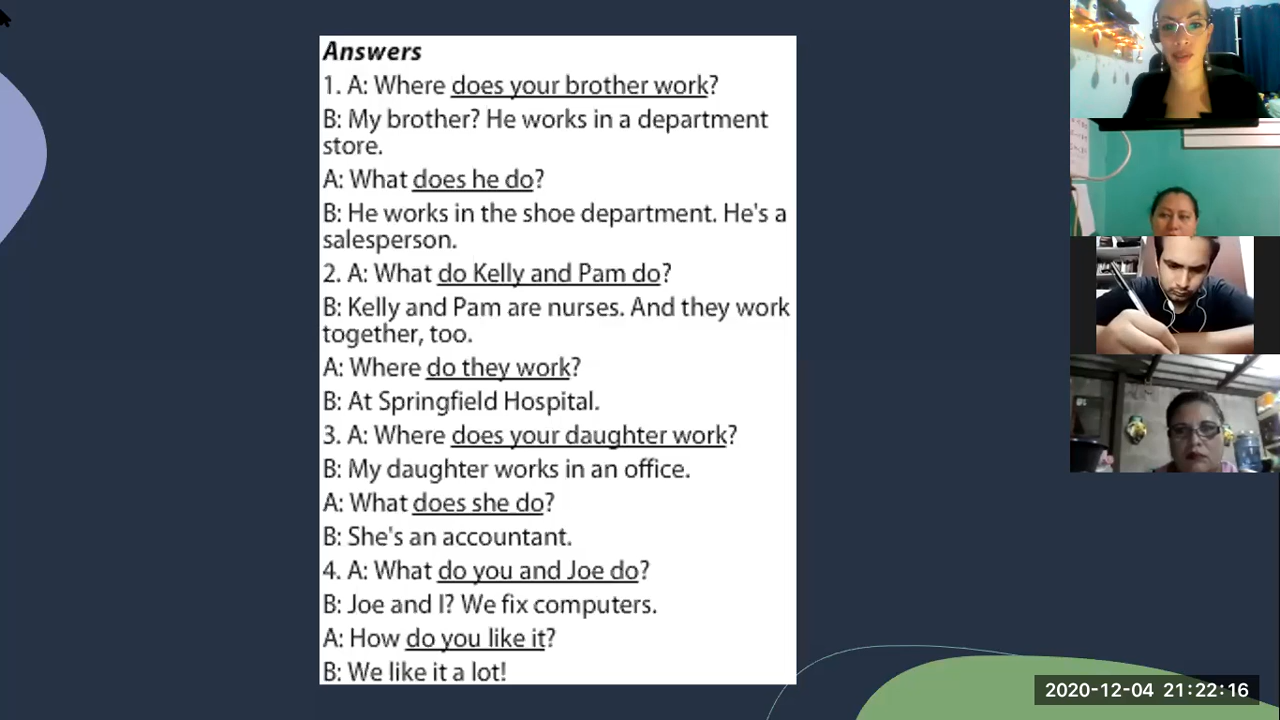 Answers
1. A: Where does your brother work?
B: My brother? He works in a department
store.
A: What does he do?
B: He works in the shoe department. He's a
salesperson.
2. A: What do Kelly and Pam do?
B: Kelly and Pam are nurses. And they work
together, too.
A: Where do they work?
B: At Springfield Hospital.
3. A: Where does your daughter work?
B: My daughter works in an office.
A: What does she do?
B: She's an accountant.
4. A: What do you and Joe do?
B: Joe and I? We fix computers.
A: How do you like it?
B: We like it a lot!
2020-12-04 21:22:16